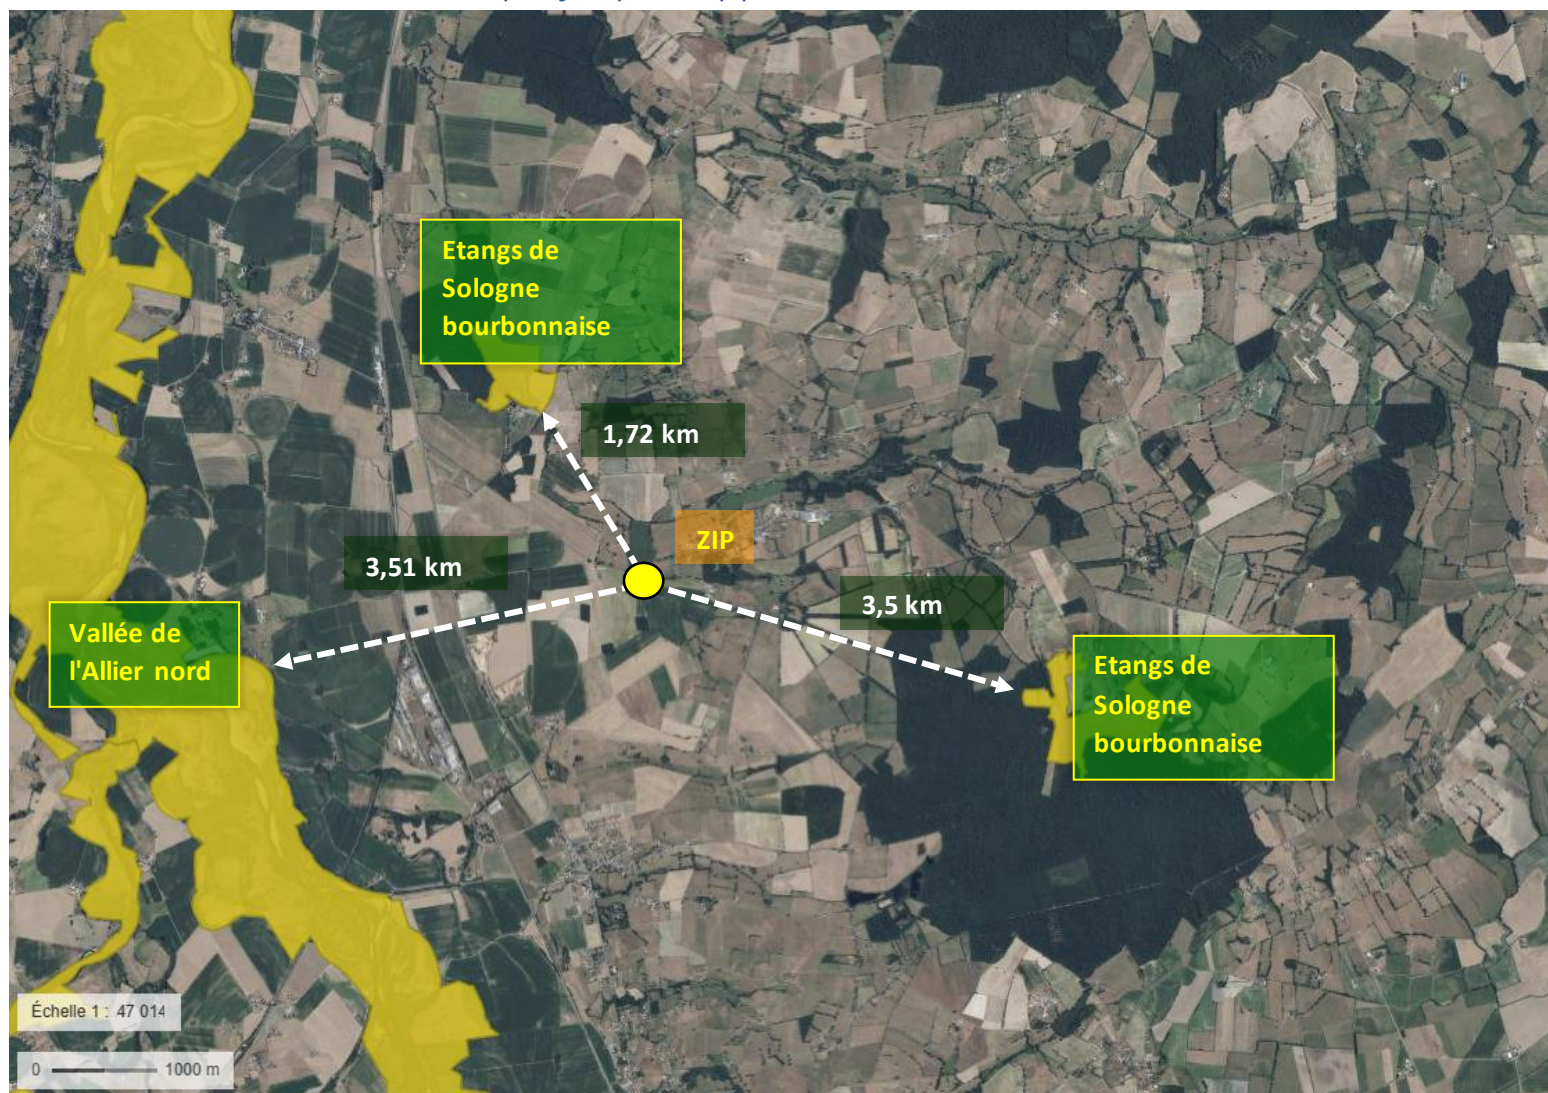 Etangs de
Sologne
bourbonnaise
1,72 km
ZIP
3,51 km
3,5 km
Vallée de
l'Allier nord
Etangs de
Sologne
bourbonnaise
Échelle 1 : 47 014
0 1000 m